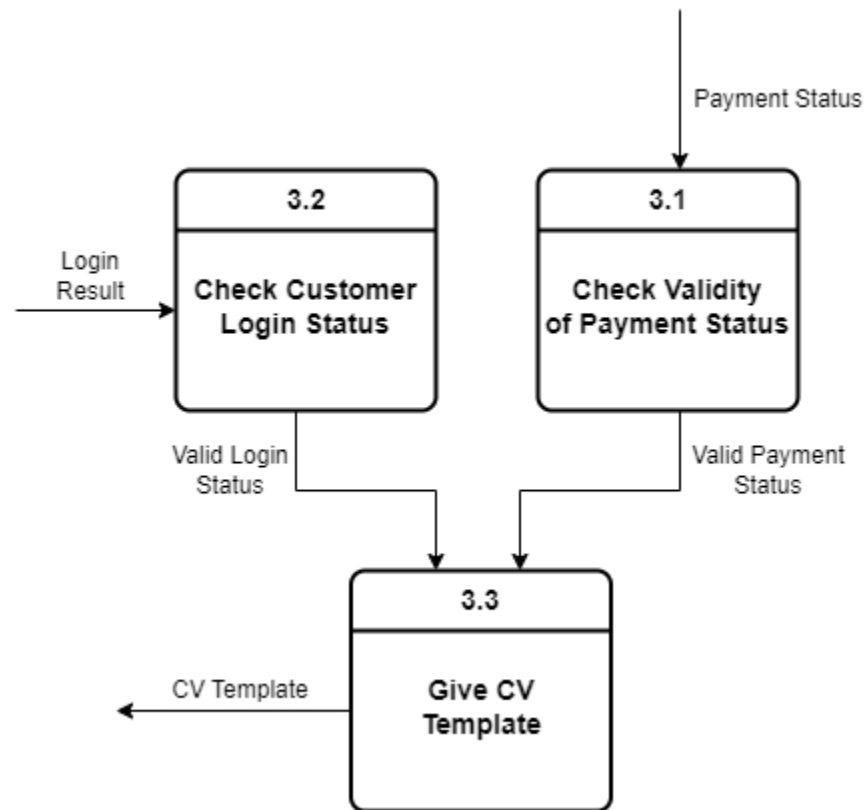 Payment Status
3.2
3.1
Login
Result
Check Customer
Login Status
Check Validity
of Payment Status
Valid Login
Status
Valid Payment
Status
3.3
CV Template
Give CV
Template